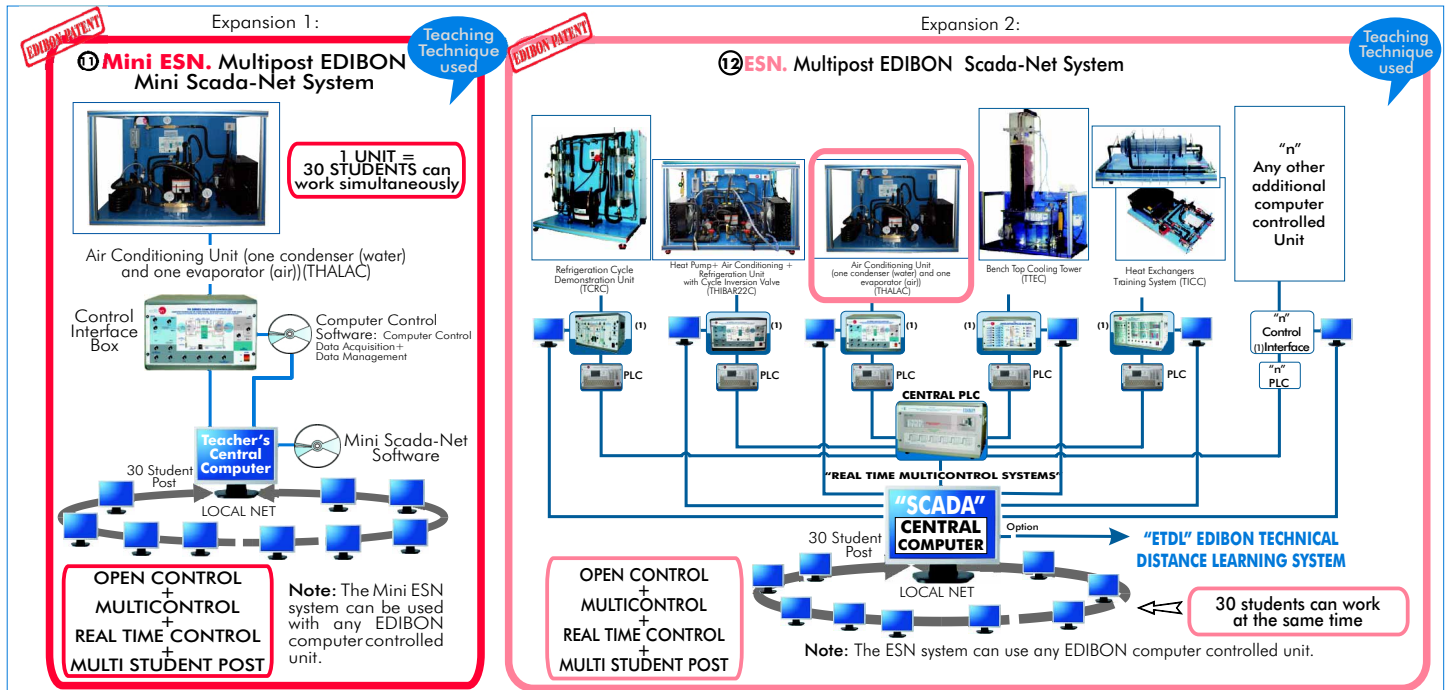 Expansion 1:
EDIBON PATENT
Teaching
Technique
used
11 Mini ESN. Multipost EDIBON
Mini Scada-Net System
1 UNIT =
30 STUDENTS can
work simultaneously
Air Conditioning Unit (one condenser (water)
and one evaporator (air))(THALAC)
Control
Interface
Box
Computer Control
Software: Computer Control
Data Acquisition+
Data Management
Teacher's
Central
Computer
Mini Scada-Net
Software
30 Student
Post
LOCAL NET
OPEN CONTROL
+
MULTICONTROL
+
REAL TIME CONTROL
+
MULTI STUDENT POST
Note: The Mini ESN
system can be used
with any EDIBON
computer controlled
unit.
Expansion 2:
EDIBON PATENT
Teaching
Technique
used
12 ESN. Multipost EDIBON Scada-Net System
Refrigeration Cycle
Demonstration Unit
(TCRC)
Heat Pump+ Air Conditioning +
Refrigeration Unit
with Cycle Inversion Valve
(THIBAR22C)
Air Conditioning Unit
(one condenser (water) and one
evaporator (air))
(THALAC)
Bench Top Cooling Tower
(TTEC)
Heat Exchangers
Training System (TICC)
"n"
Any other
additional
computer
controlled
Unit
(1)
(1)
(1)
(1)
(1)
"n"
Control
(1)Interface
PLC
PLC
PLC
PLC
PLC
"n"
PLC
CENTRAL PLC
"REAL TIME MULTICONTROL SYSTEMS"
"SCADA"
CENTRAL
COMPUTER
Option
"ETDL" EDIBON TECHNICAL
DISTANCE LEARNING SYSTEM
30 Student
Post
LOCAL NET
OPEN CONTROL
+
MULTICONTROL
+
REAL TIME CONTROL
+
MULTI STUDENT POST
30 students can work
at the same time
Note: The ESN system can use any EDIBON computer controlled unit.